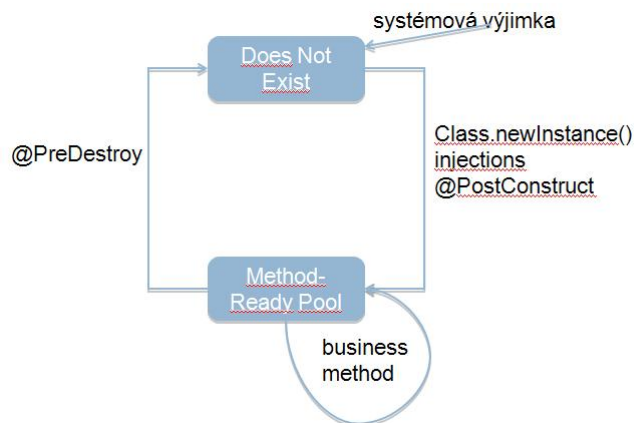 systémová výjimka
Does Not
Exist
@PreDestroy
Class.newInstance()
injections
@PostConstruct
Method-
Ready Pool
business
method